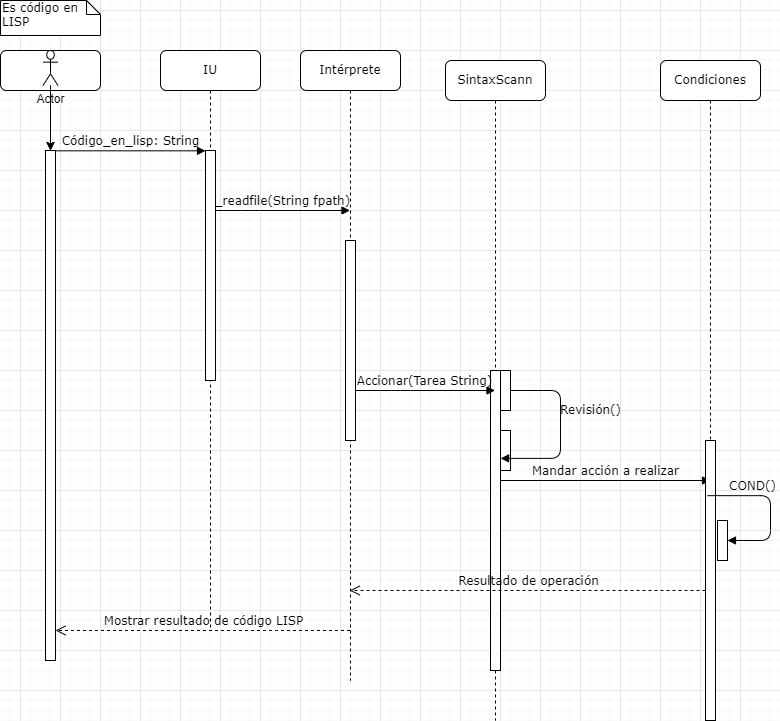 Es código en
LISP
Actor
IU
Intérprete
SintaxScann
Condiciones
Código_en_lisp: String
_readfile(String fpath)
Accionar(Tarea String)
Revisión()
Mandar acción a realizar
COND()
Resultado de operación
Mostrar resultado de código LISP